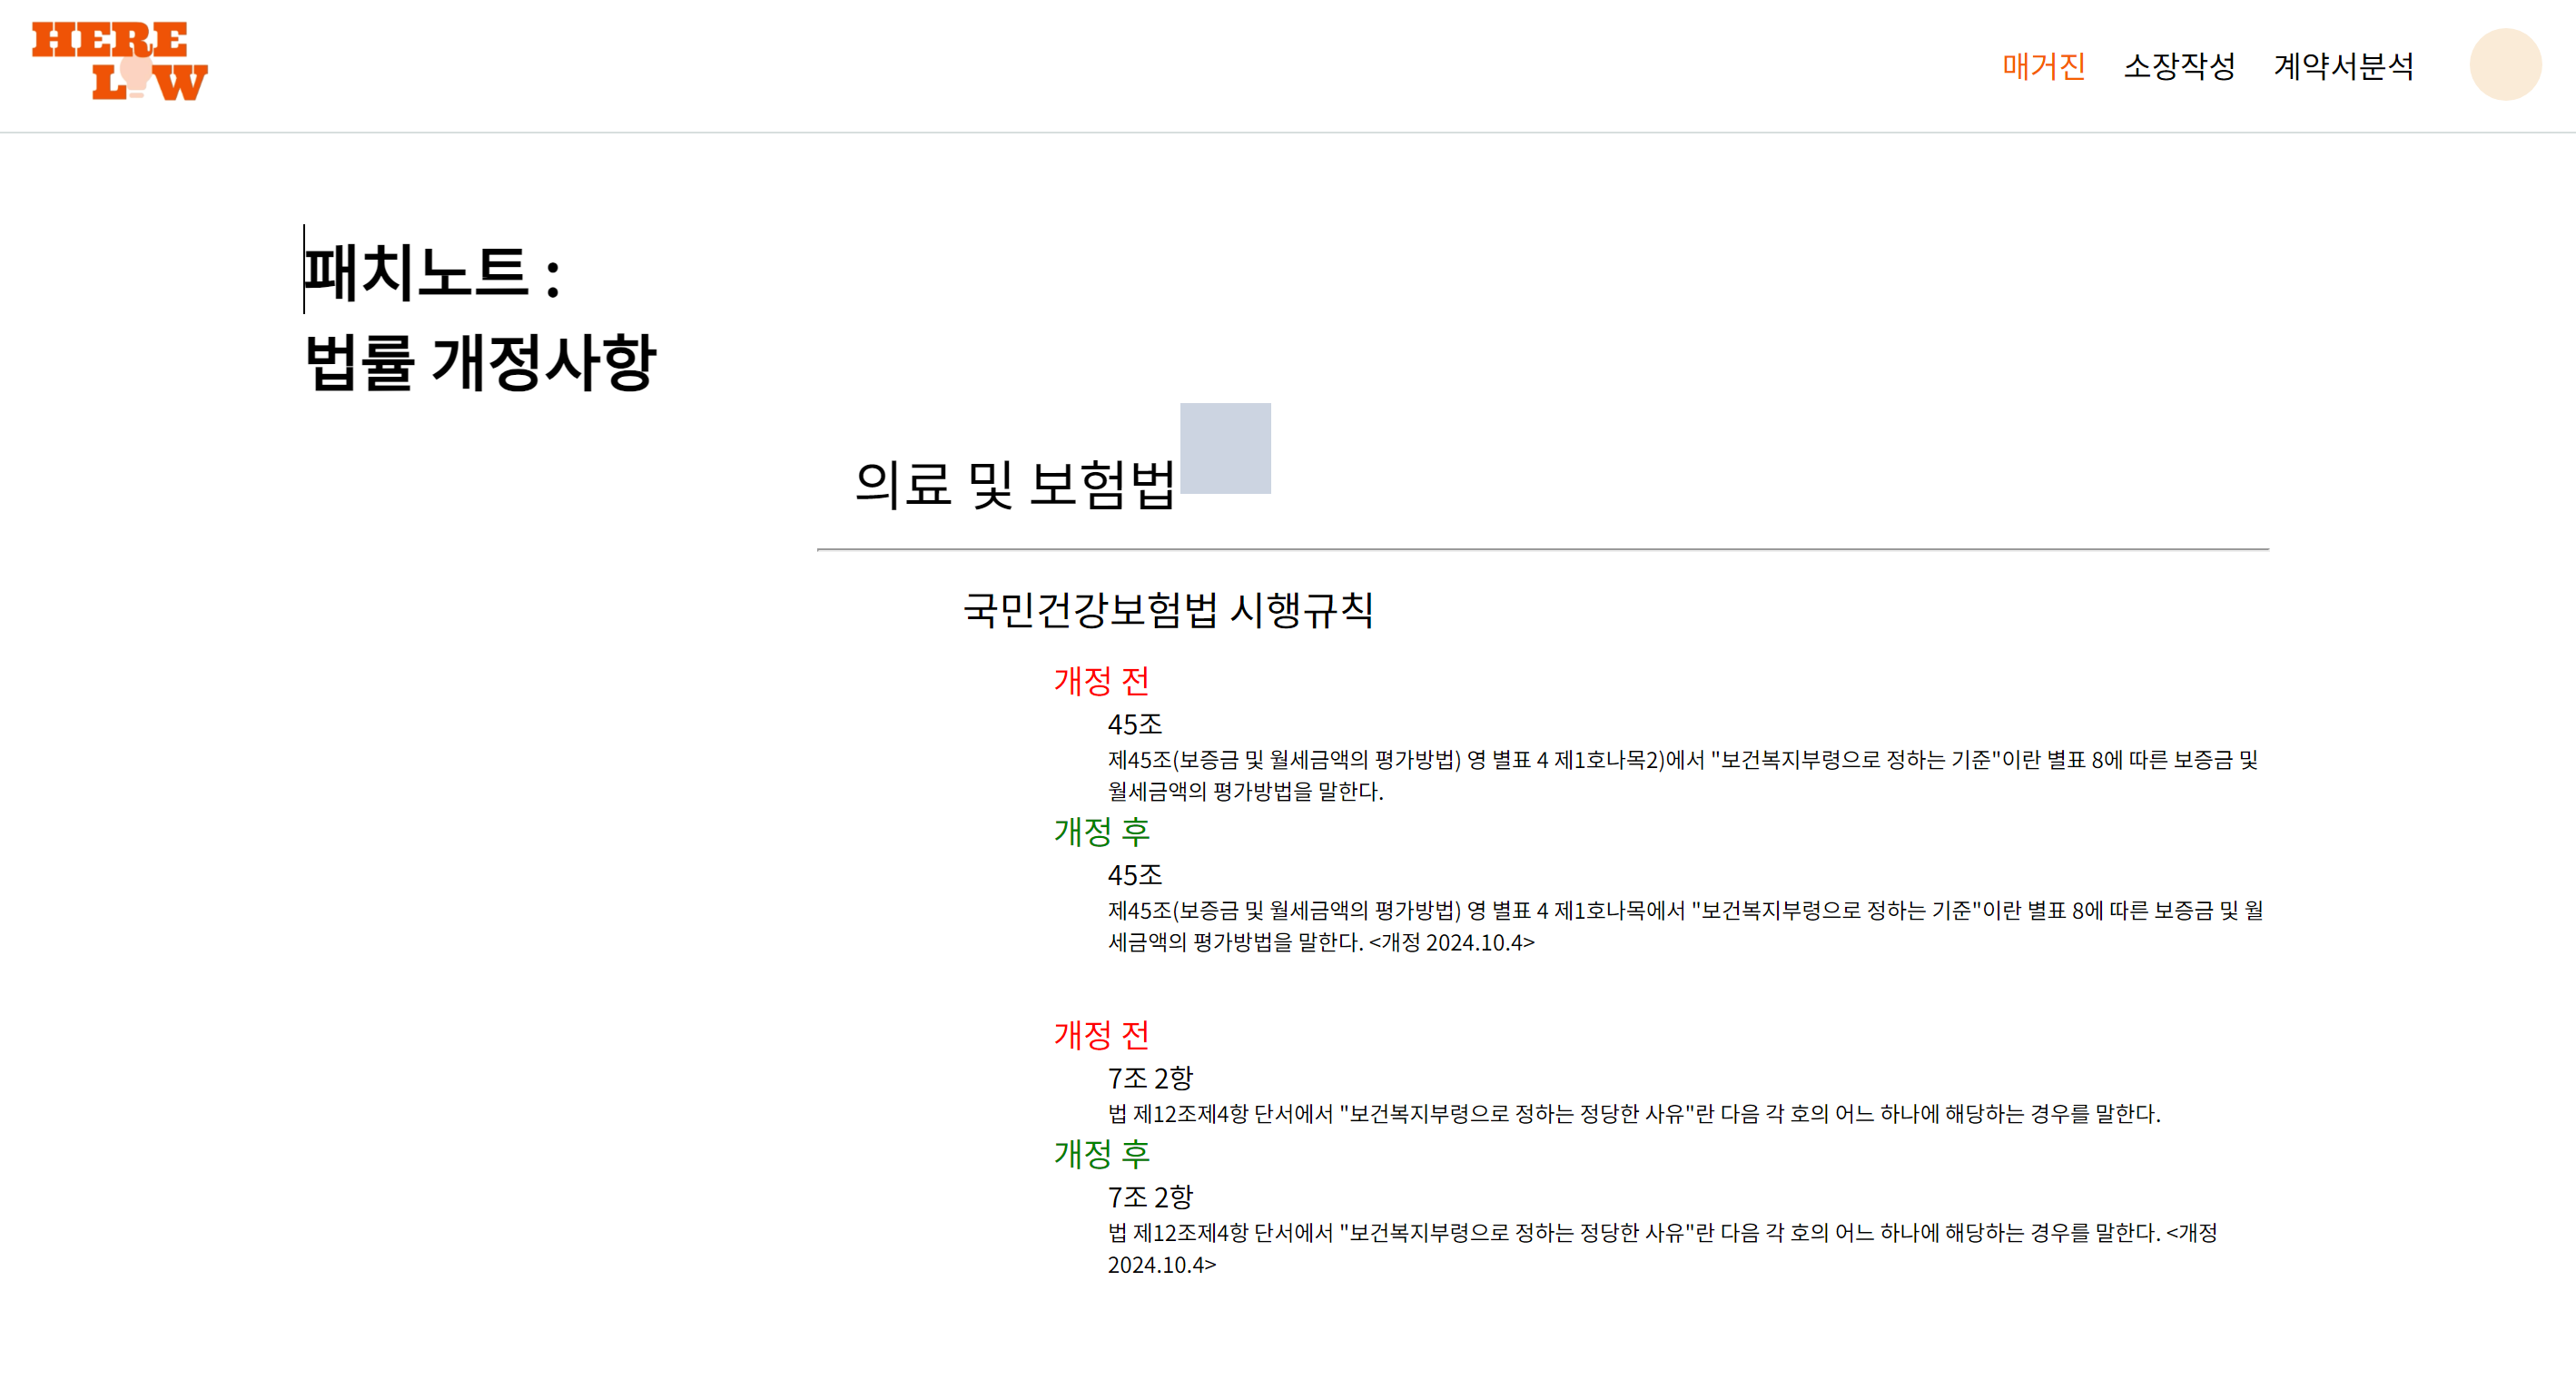 HERE
LAW
매거진 소장작성 계약서분석
패치노트 :
법률 개정사항
의료 및 보험법
국민건강보험법 시행규칙
개정 전
45조
제45조(보증금 및 월세금액의 평가방법) 영 별표 4 제1호나목2)에서 "보건복지부령으로 정하는 기준"이란 별표 8에 따른 보증금 및
월세금액의 평가방법을 말한다.
개정 후
45조
제45조(보증금 및 월세금액의 평가방법) 영 별표 4 제1호나목에서 "보건복지부령으로 정하는 기준"이란 별표 8에 따른 보증금 및 월
세금액의 평가방법을 말한다. <개정 2024.10.4>
개정 전
7조 2항
법 제12조제4항 단서에서 "보건복지부령으로 정하는 정당한 사유"란 다음 각 호의 어느 하나에 해당하는 경우를 말한다.
개정 후
7조 2항
법 제12조제4항 단서에서 "보건복지부령으로 정하는 정당한 사유"란 다음 각 호의 어느 하나에 해당하는 경우를 말한다. <개정
2024.10.4>